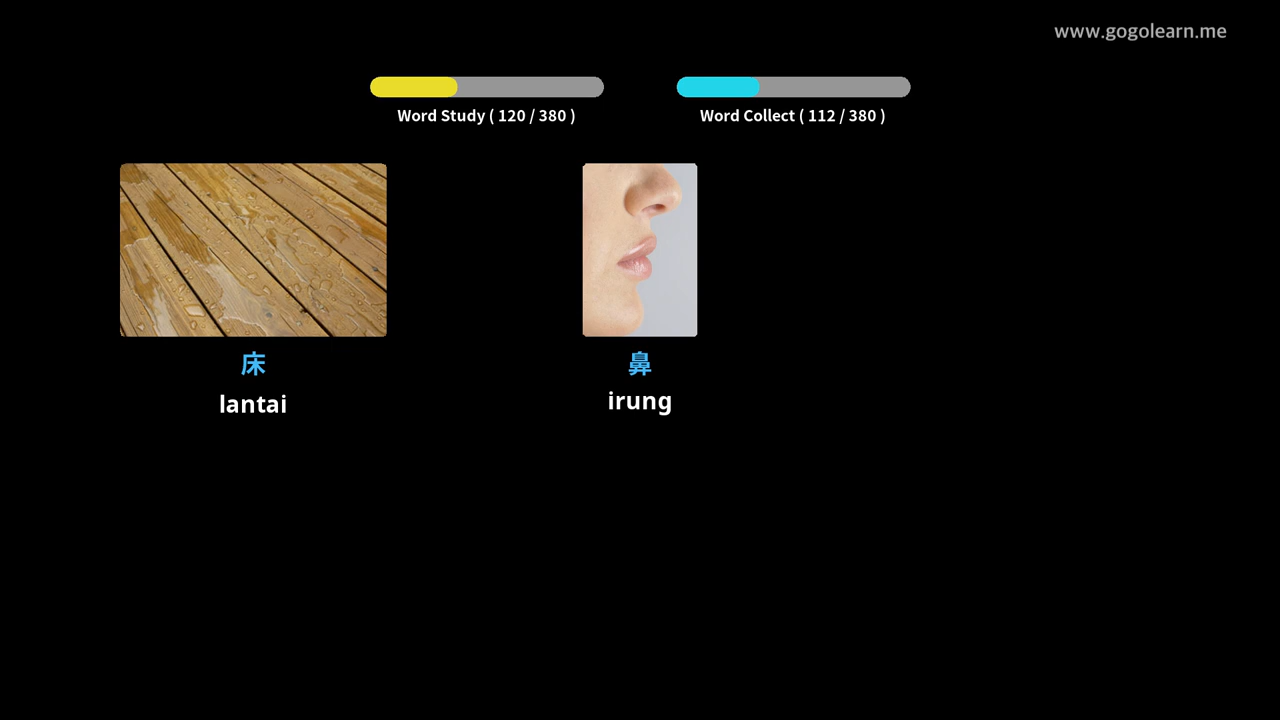 www.gogolearn.me
Word Study ( 120 / 380 )
Word Collect ( 112 / 380 )
床
lantai
鼻
irung